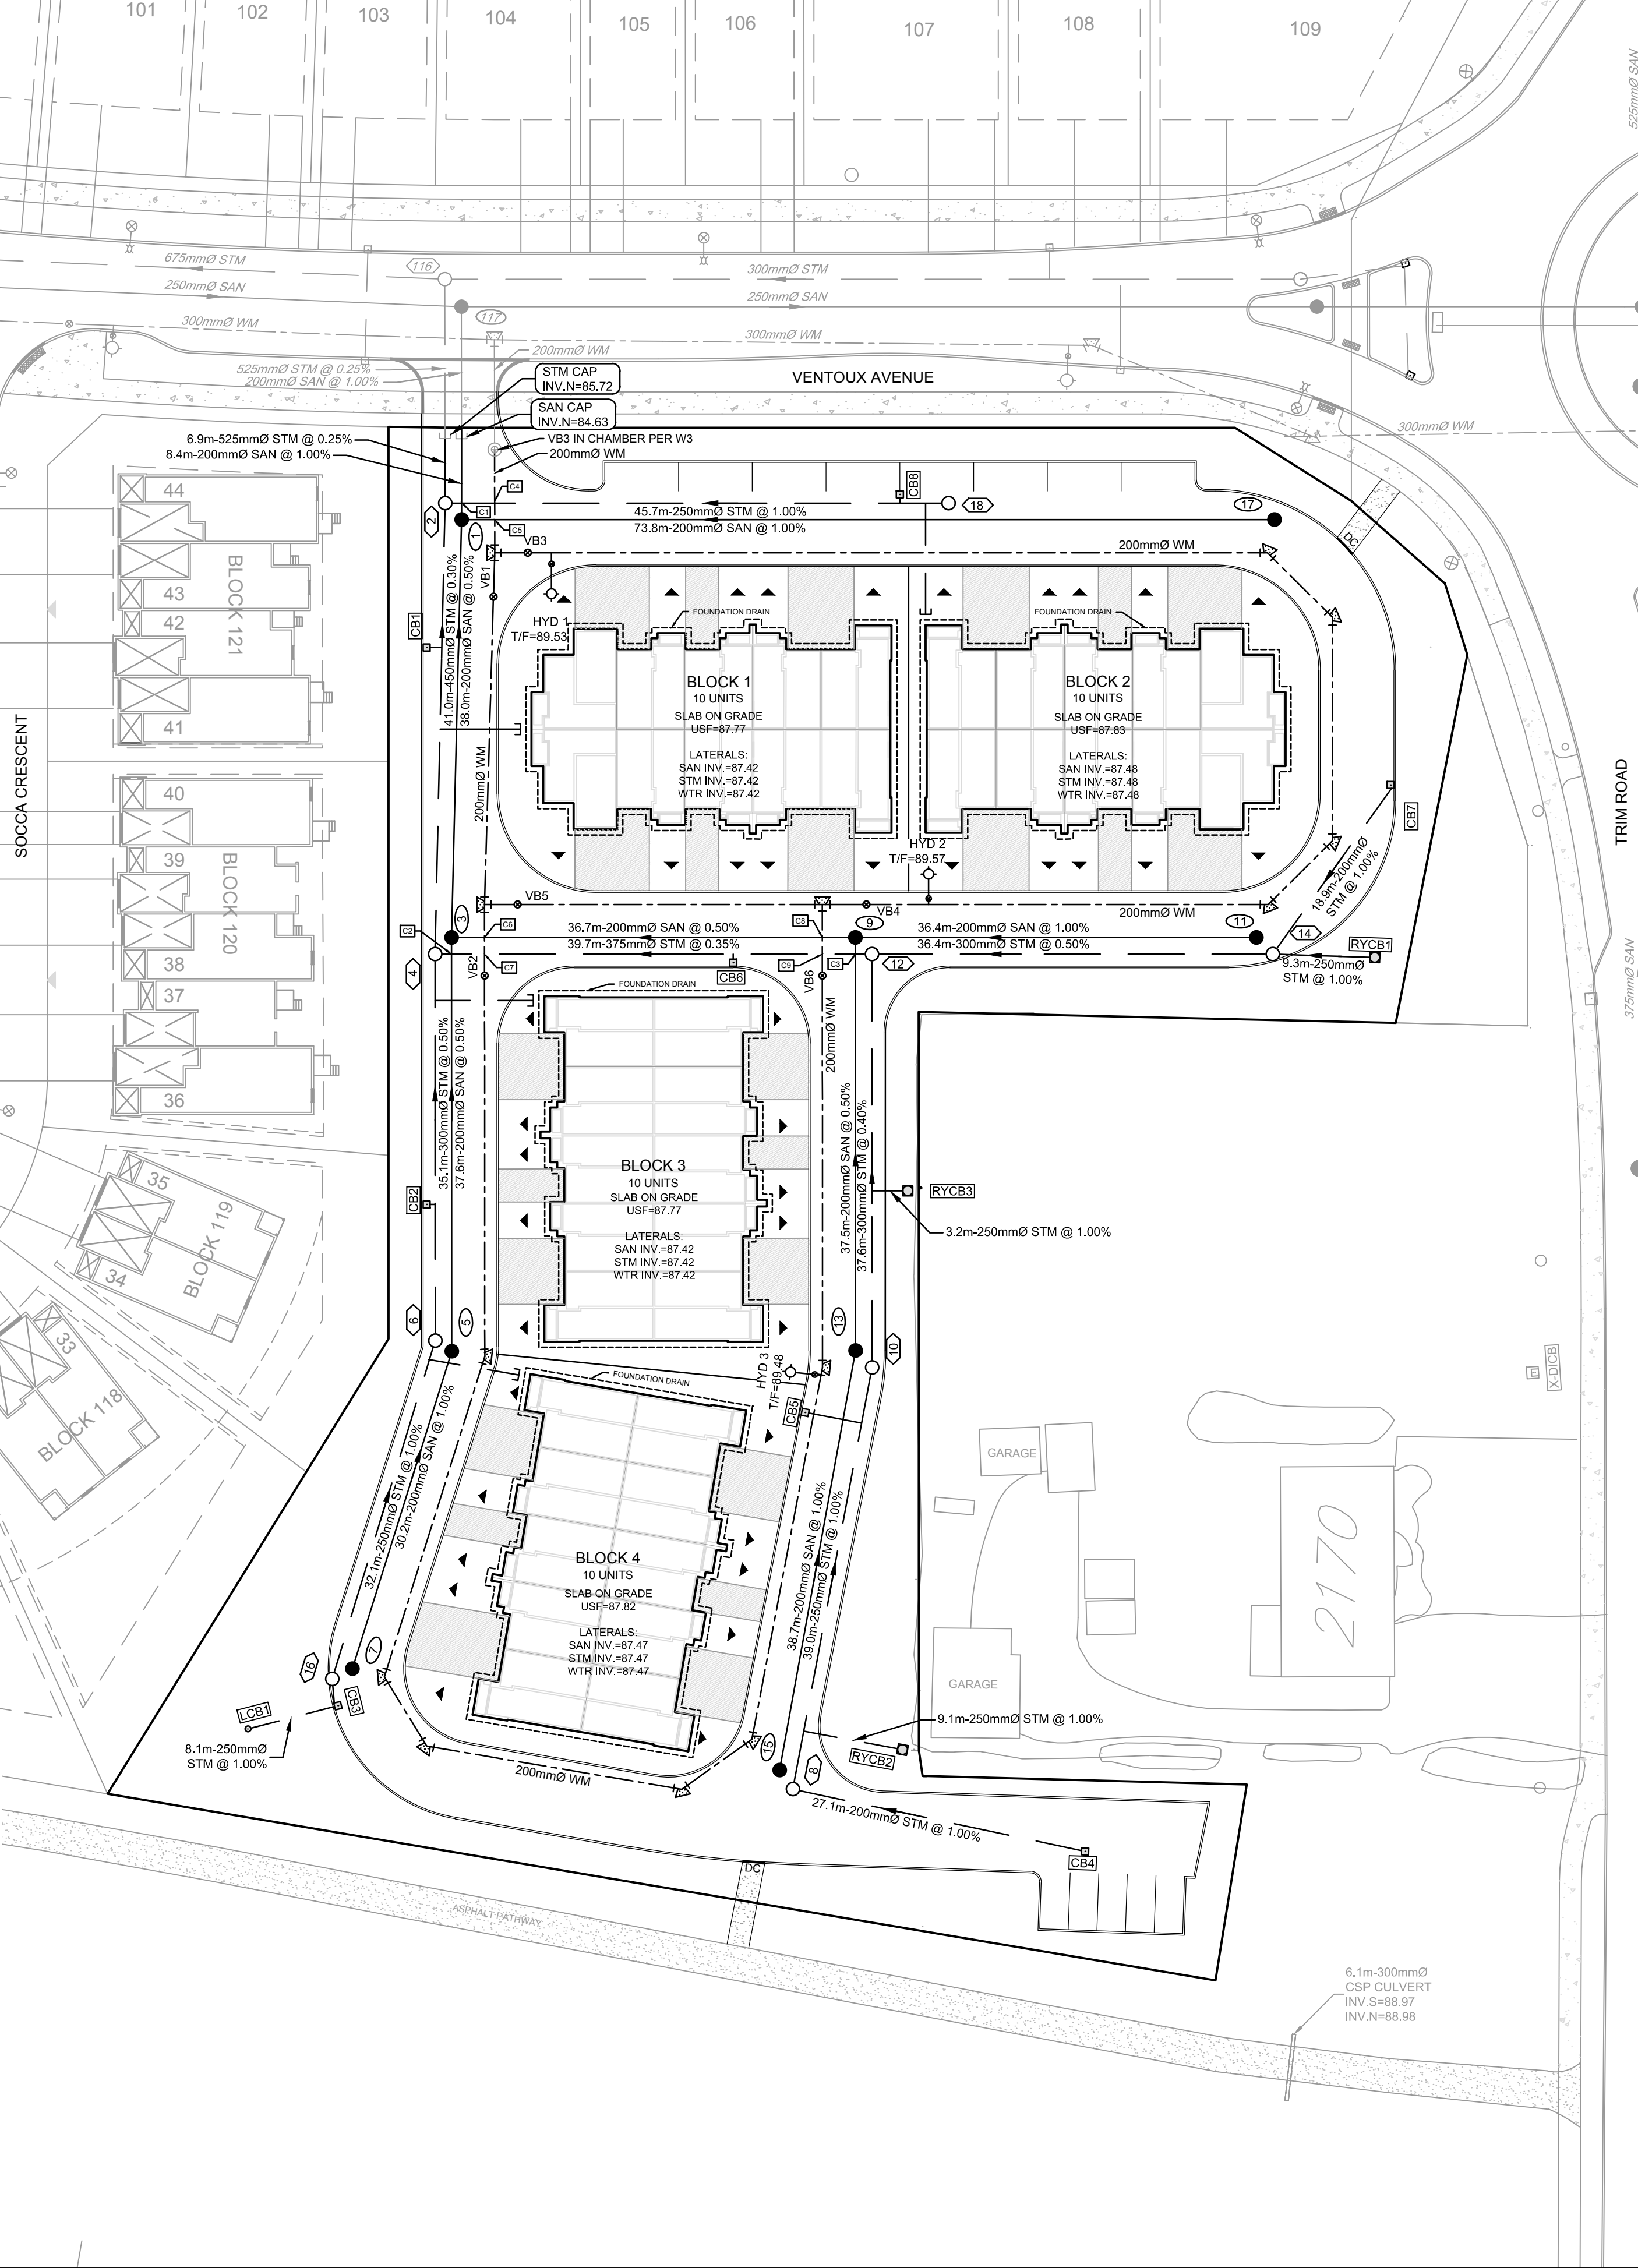 101
102
103
104
105
106
107
108
109
525mmØ SAN
675mmØ STM
116
300mmØ STM
250mmØ SAN
250mmØ SAN
117
300mmØ WM
300mmØ WM
200mmØ WM
525mmØ STM @ 0.25%
200mmØ SAN @ 1.00%
STM CAP
INV.N=85.72
VENTOUX AVENUE
SAN CAP
INV.N=84.63
300mmØ WM
6.9m-525mmØ STM @ 0.25%
8.4m-200mmØ SAN @ 1.00%
VB3 IN CHAMBER PER W3
200mmØ WM
C4
CB8
2
C1
45.7m-250mmØ STM @ 1.00%
18
17
73.8m-200mmØ SAN @ 1.00%
1
C5
VB3
VB1
200mmØ WM
DC
44
43
42
41
BLOCK 121
CB1
41.0m-450mmØ STM @ 0.30%
38.0m-200mmØ SAN @ 0.50%
HYD 1
T/F=89.53
FOUNDATION DRAIN
FOUNDATION DRAIN
BLOCK 1
10 UNITS
SLAB ON GRADE
USF=87.77
LATERALS:
SAN INV.=87.42
STM INV.=87.42
WTR INV.=87.42
BLOCK 2
10 UNITS
SLAB ON GRADE
USF=87.83
LATERALS:
SAN INV.=87.48
STM INV.=87.48
WTR INV.=87.48
200mmØ WM
SOCCA CRESCENT
TRIM ROAD
CB7
18.9m-200mmØ
STM @ 1.00%
HYD 2
T/F=89.57
40
39
38
37
36
BLOCK 120
VB5
VB4
200mmØ WM
3
C6
C8
9
11
C2
36.7m-200mmØ SAN @ 0.50%
36.4m-200mmØ SAN @ 1.00%
39.7m-375mmØ STM @ 0.35%
36.4m-300mmØ STM @ 0.50%
14
RYCB1
9.3m-250mmØ
STM @ 1.00%
4
VB2
C7
CB6
C9
C3
12
VB6
375mmØ SAN
FOUNDATION DRAIN
200mmØ WM
35.1m-300mmØ STM @ 0.50%
37.6m-200mmØ SAN @ 0.50%
37.5m-200mmØ SAN @ 0.50%
37.6m-300mmØ STM @ 0.40%
BLOCK 3
10 UNITS
SLAB ON GRADE
USF=87.77
LATERALS:
SAN INV.=87.42
STM INV.=87.42
WTR INV.=87.42
CB2
RYCB3
3.2m-250mmØ STM @ 1.00%
35
34
BLOCK 119
33
BLOCK 118
6
5
13
10
HYD 3
T/F=89.48
CB5
FOUNDATION DRAIN
X-DICB
GARAGE
32.1m-250mmØ STM @ 1.00%
30.2m-200mmØ SAN @ 1.00%
38.7m-200mmØ SAN @ 1.00%
39.0m-250mmØ STM @ 1.00%
BLOCK 4
10 UNITS
SLAB ON GRADE
USF=87.82
LATERALS:
SAN INV.=87.47
STM INV.=87.47
WTR INV.=87.47
2170
16
7
GARAGE
LCB1
CB3
8.1m-250mmØ
STM @ 1.00%
9.1m-250mmØ STM @ 1.00%
RYCB2
15
8
200mmØ WM
27.1m-200mmØ STM @ 1.00%
CB4
DC
ASPHALT PATHWAY
6.1m-300mmØ
CSP CULVERT
INV.S=88.97
INV.N=88.98